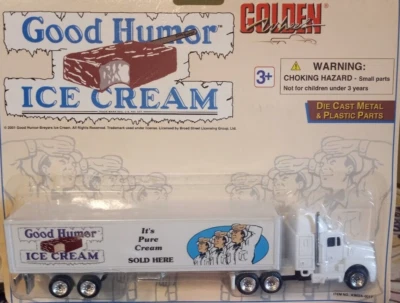 Good Humor
ICE CREAM
GOLDEN
Wheel
3+
WARNING:
CHOKING HAZARD - Small parts
Not for children under 3 years
DIE CAST METAL
& PLASTIC PARTS
Good Humor
ICE CREAM
It's
Pure
Cream
SOLD HERE